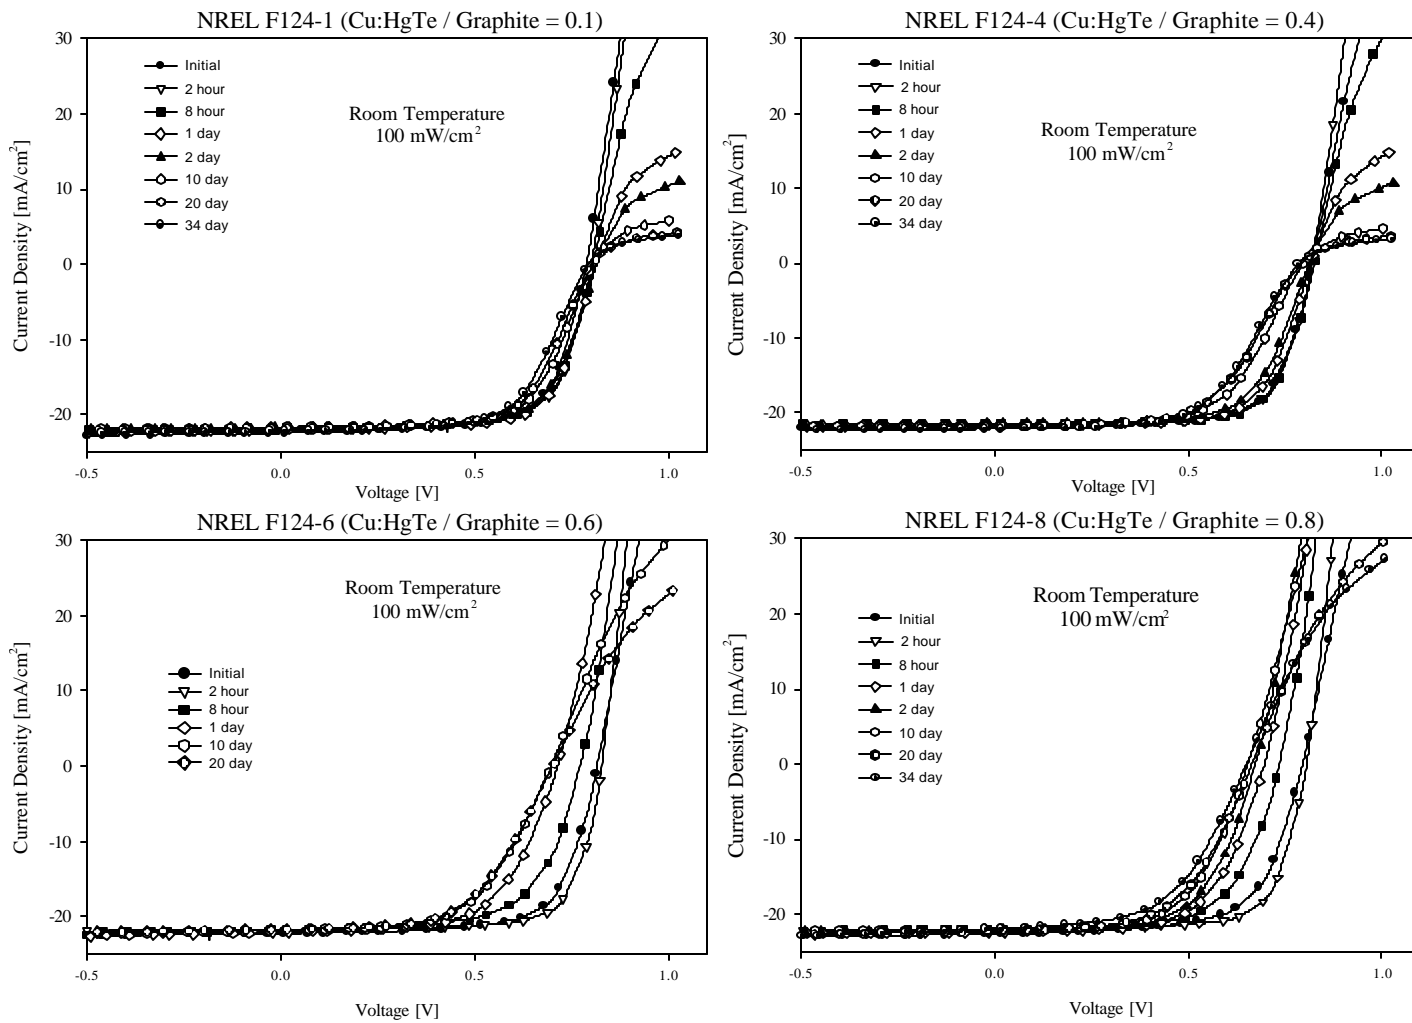 NREL F124-1 (Cu:HgTe / Graphite = 0.1)
30
20
10
0
-10
-20
Current Density [mA/cm²]
Initial
2 hour
8 hour
1 day
2 day
10 day
20 day
34 day
Room Temperature
100 mW/cm²
-0.5
0.0
0.5
1.0
Voltage [V]
NREL F124-4 (Cu:HgTe / Graphite = 0.4)
30
20
10
0
-10
-20
Current Density [mA/cm²]
Initial
2 hour
8 hour
1 day
2 day
10 day
20 day
34 day
Room Temperature
100 mW/cm²
-0.5
0.0
0.5
1.0
Voltage [V]
NREL F124-6 (Cu:HgTe / Graphite = 0.6)
30
20
10
0
-10
-20
Current Density [mA/cm²]
Room Temperature
100 mW/cm²
Initial
2 hour
8 hour
1 day
10 day
20 day
-0.5
0.0
0.5
1.0
Voltage [V]
NREL F124-8 (Cu:HgTe / Graphite = 0.8)
30
20
10
0
-10
-20
Current Density [mA/cm²]
Room Temperature
100 mW/cm²
Initial
2 hour
8 hour
1 day
2 day
10 day
20 day
34 day
-0.5
0.0
0.5
1.0
Voltage [V]